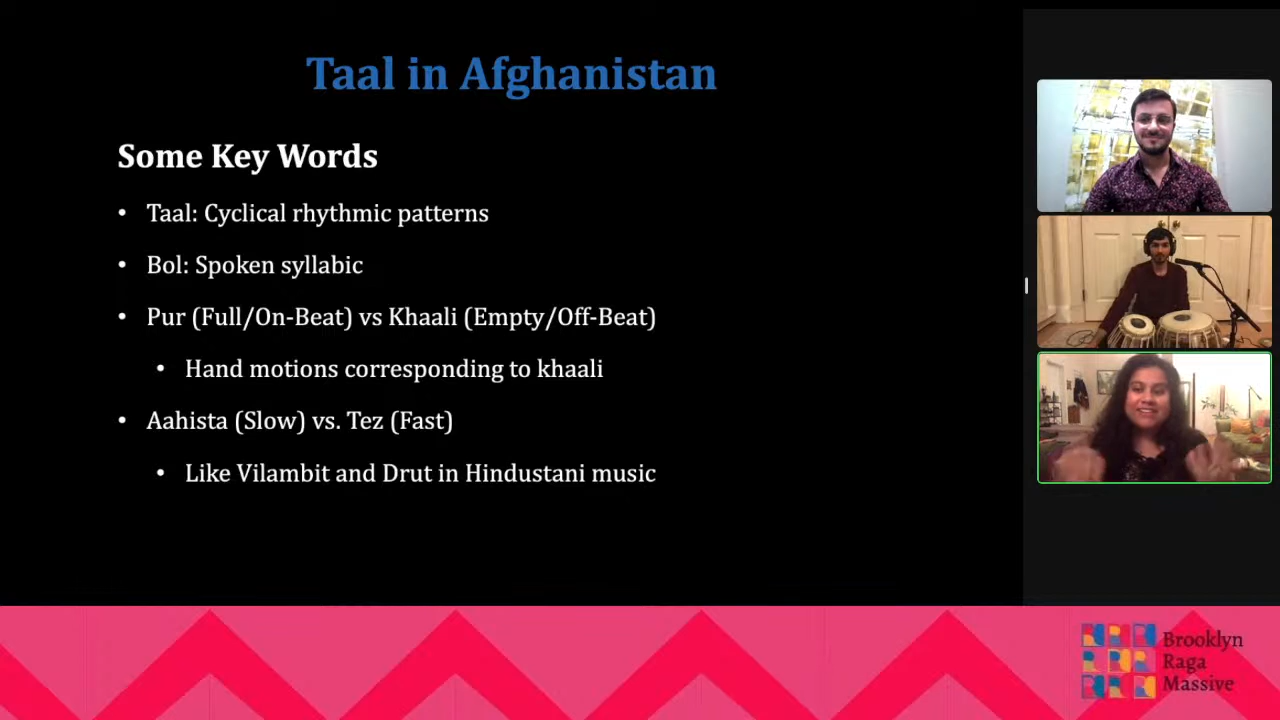 Taal in Afghanistan
Some Key Words
• Taal: Cyclical rhythmic patterns
• Bol: Spoken syllabic
• Pur (Full/On-Beat) vs Khaali (Empty/Off-Beat)
• Hand motions corresponding to khaali
• Aahista (Slow) vs. Tez (Fast)
• Like Vilambit and Drut in Hindustani music
Brooklyn
Raga
Massive